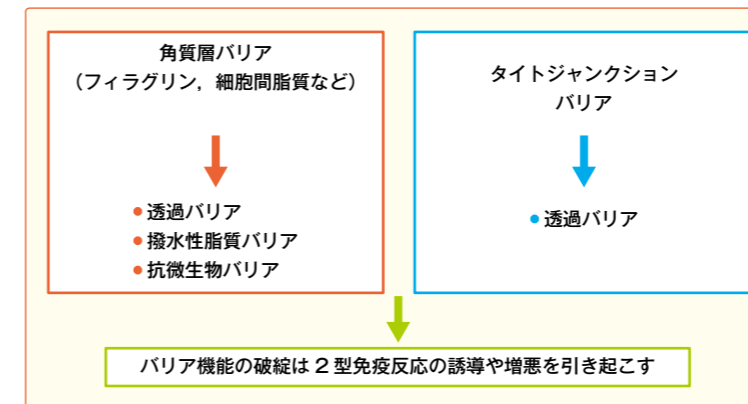 角質層バリア
（フィラグリン，細胞間脂質など）
●透過バリア
●撥水性脂質バリア
●抗微生物バリア
タイトジャンクション
バリア
●透過バリア
バリア機能の破綻は 2 型免疫反応の誘導や増悪を引き起こす